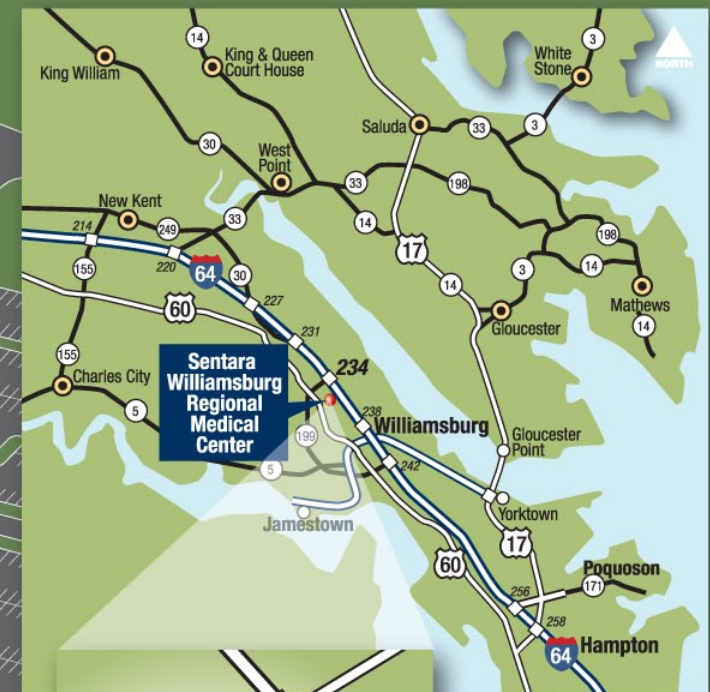 3
14
King & Queen
Court House
White
Stone
NORTH
King William
Saluda
33
3
30
West
Point
33
198
New Kent
33
14
214
249
17
198
155
220
64
30
14
3
14
60
227
Mathews
Gloucester
14
231
155
Sentara
Williamsburg
Regional
Medical
Center
234
Charles City
5
238
Williamsburg
199
Gloucester
Point
242
5
Jamestown
Yorktown
17
60
Poquoson
171
256
258
64
Hampton